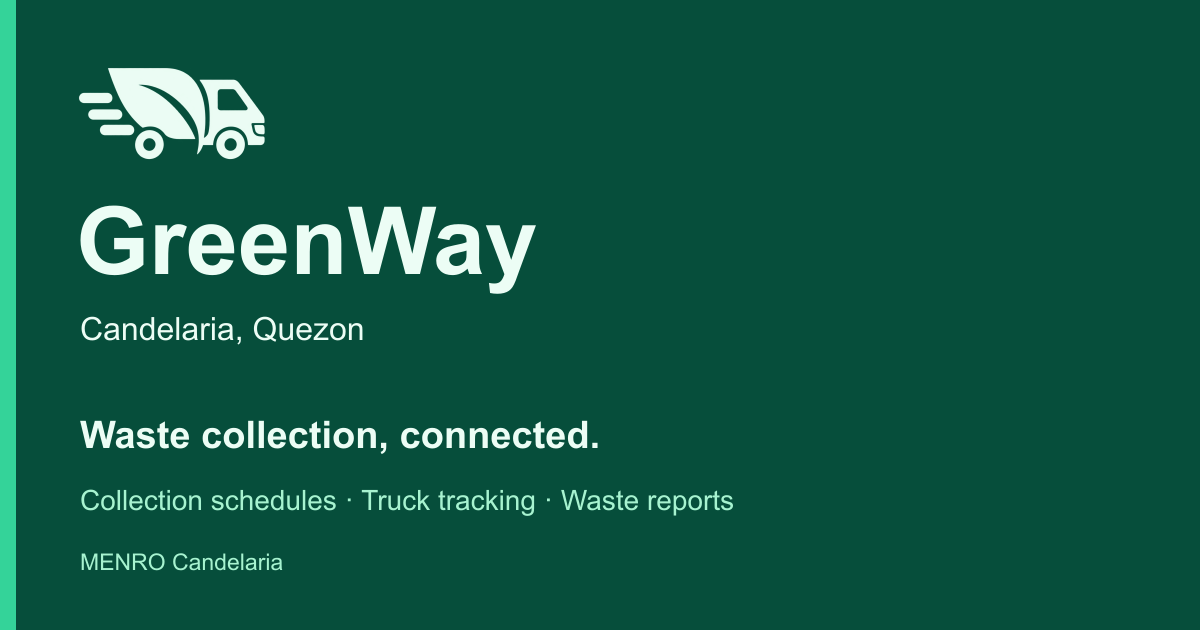 GreenWay
Candelaria, Quezon
Waste collection, connected.
Collection schedules · Truck tracking · Waste reports
MENRO Candelaria